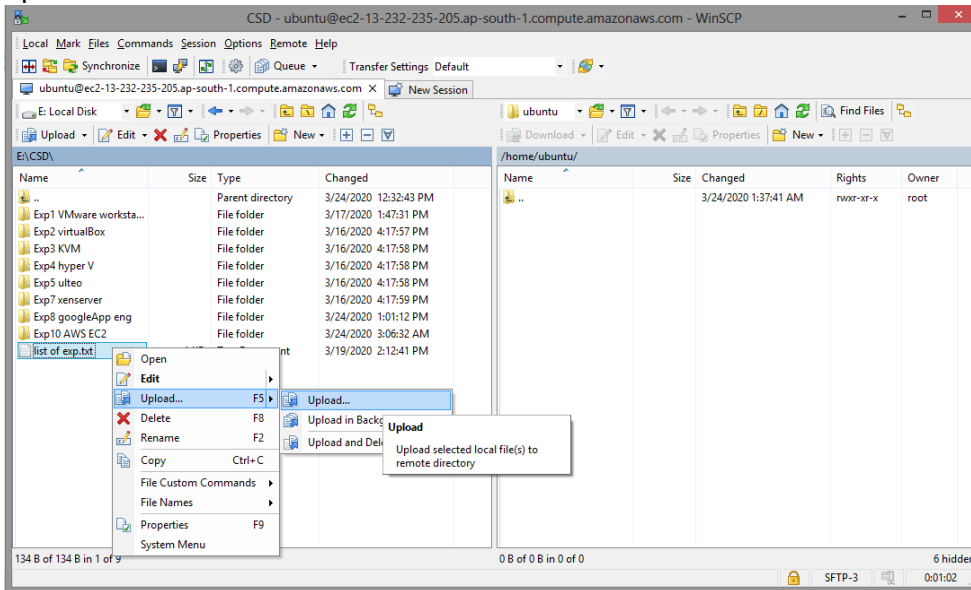 CSD - ubuntu@ec2-13-232-235-205.ap-south-1.compute.amazonaws.com - WinSCP
Local Mark Files Commands Session Options Remote Help
Synchronize Queue Transfer Settings Default
ubuntu@ec2-13-232-235-205.ap-south-1.compute.amazonaws.com × New Session
E: Local Disk ubuntu Find Files
Upload Edit Properties New Download Edit Properties New
E:\CSD\ /home/ubuntu/
Name Size Type Changed Name Size Changed Rights Owner
.. Parent directory 3/24/2020 12:32:43 PM .. 3/24/2020 1:37:41 AM rwxr-xr-x root
Exp1 VMware worksta... File folder 3/17/2020 1:47:31 PM
Exp2 virtualBox File folder 3/16/2020 4:17:57 PM
Exp3 KVM File folder 3/16/2020 4:17:58 PM
Exp4 hyper V File folder 3/16/2020 4:17:58 PM
Exp5 ulteo File folder 3/16/2020 4:17:58 PM
Exp7 xenserver File folder 3/16/2020 4:17:59 PM
Exp8 googleApp eng File folder 3/24/2020 1:01:12 PM
Exp10 AWS EC2 File folder 3/24/2020 3:06:32 AM
list of exp.txt nt 3/19/2020 2:12:41 PM
Open
Edit
Upload... F5 Upload...
Delete F8 Upload in Backg
Rename F2 Upload and Del
Upload
Upload selected local file(s) to
remote directory
Copy Ctrl+C
File Custom Commands
File Names
Properties F9
System Menu
134 B of 134 B in 1 of 9 0 B of 0 B in 0 of 0 6 hidden
SFTP-3 0:01:02